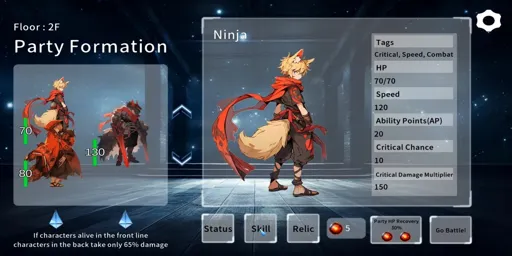 Floor : 2F
Party Formation
70
80
130
If characters alive in the front line
characters in the back take only 65% damage
Ninja
Tags
Critical, Speed, Combat
HP
70/70
Speed
120
Ability Points(AP)
20
Critical Chance
10
Critical Damage Multiplier
150
Status
Skill
Relic
5
Party HP Recovery
50%
Go Battle!